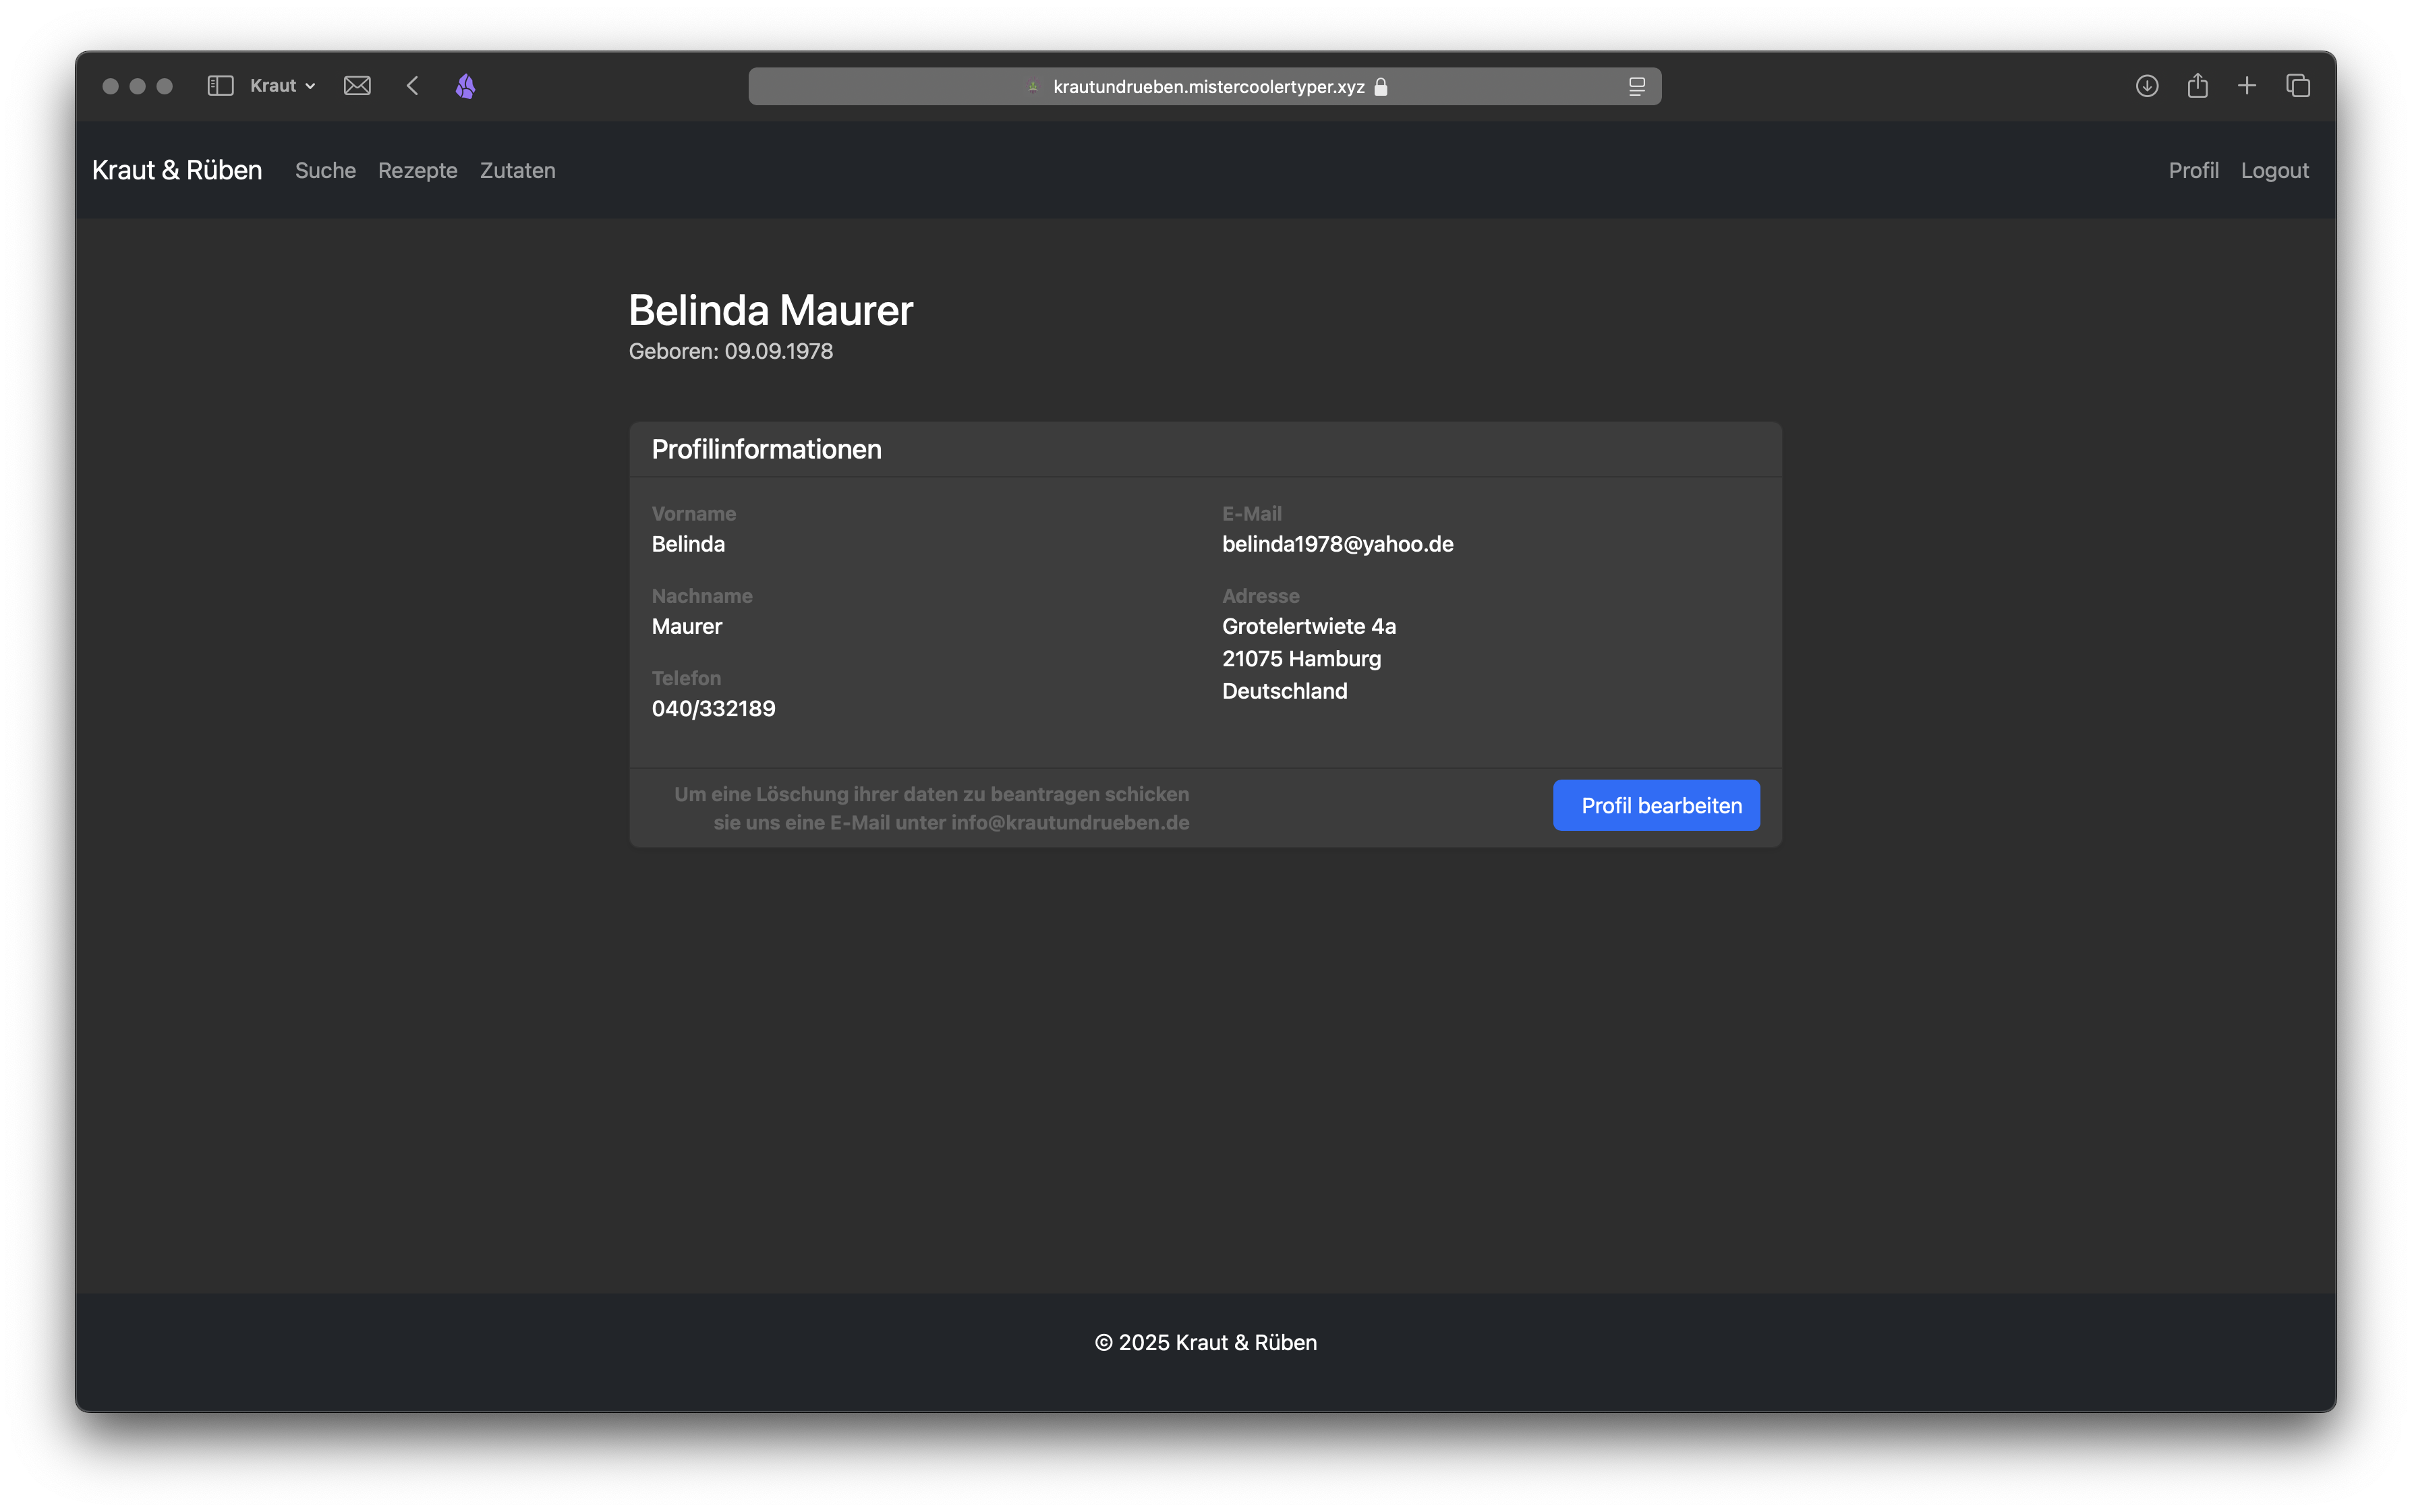 Kraut
krautundrueben.mistercoolertyper.xyz
Kraut & Rüben Suche Rezepte Zutaten Profil Logout
Belinda Maurer
Geboren: 09.09.1978
Profilinformationen
Vorname
Belinda
Nachname
Maurer
Telefon
040/332189
E-Mail
belinda1978@yahoo.de
Adresse
Grotelertwiete 4a
21075 Hamburg
Deutschland
Um eine Löschung ihrer daten zu beantragen schicken
sie uns eine E-Mail unter info@krautundrueben.de
Profil bearbeiten
© 2025 Kraut & Rüben